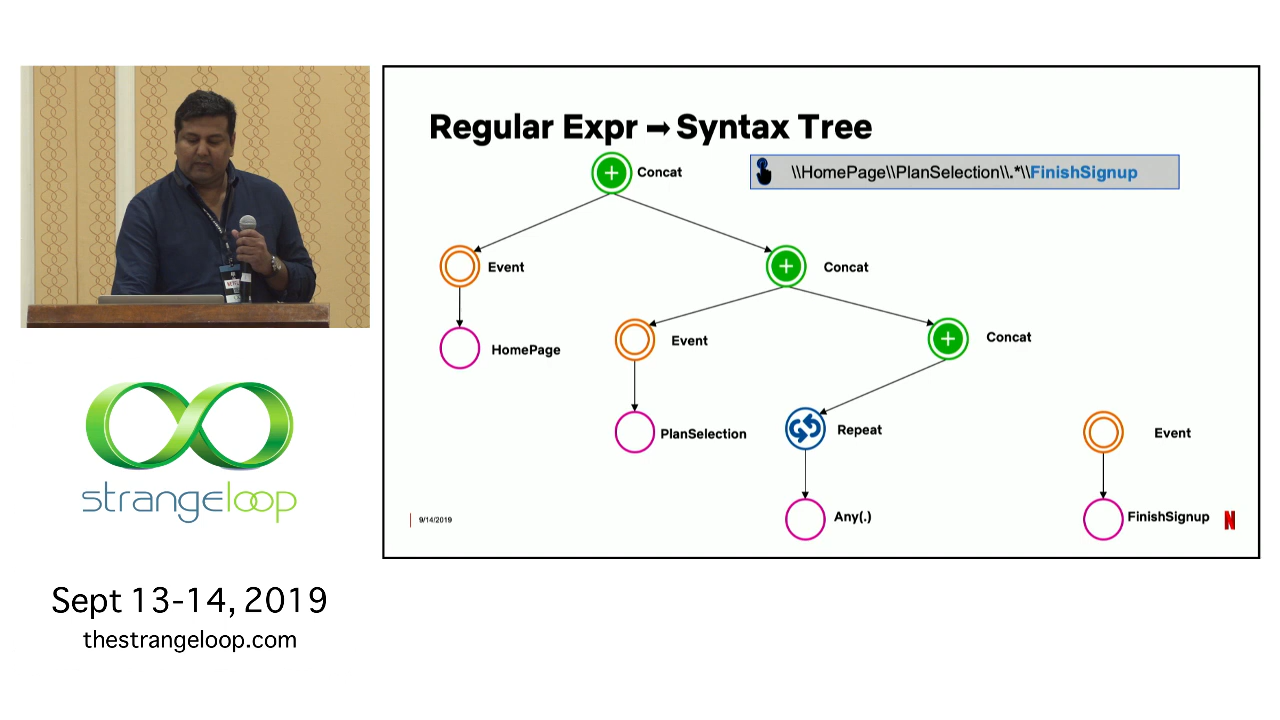 Regular Expr ➞ Syntax Tree
Concat
\\HomePage\\PlanSelection\\.*\\FinishSignup
Event
Concat
HomePage
Event
Concat
PlanSelection
Repeat
Event
Any(.)
FinishSignup
9/14/2019
N
strangeloop
Sept 13-14, 2019
thestrangeloop.com